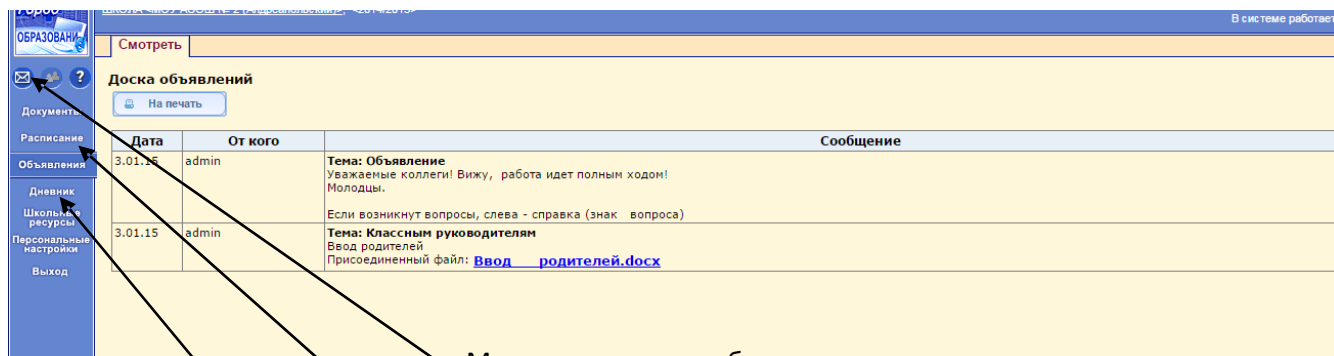 ОБРАЗОВАНИ
В системе работает
Смотреть
Доска объявлений
На печать
Документы
Расписание
Объявления
Дневник
Школьные
ресурсы
Персональные
настройки
Выход
Дата От кого Сообщение
3.01.15 admin Тема: Объявление
Уважаемые коллеги! Вижу, работа идет полным ходом!
Молодцы.
Если возникнут вопросы, слева - справка (знак вопроса)
3.01.15 admin Тема: Классным руководителям
Ввод родителей
Присоединенный файл: Ввод родителей.docx